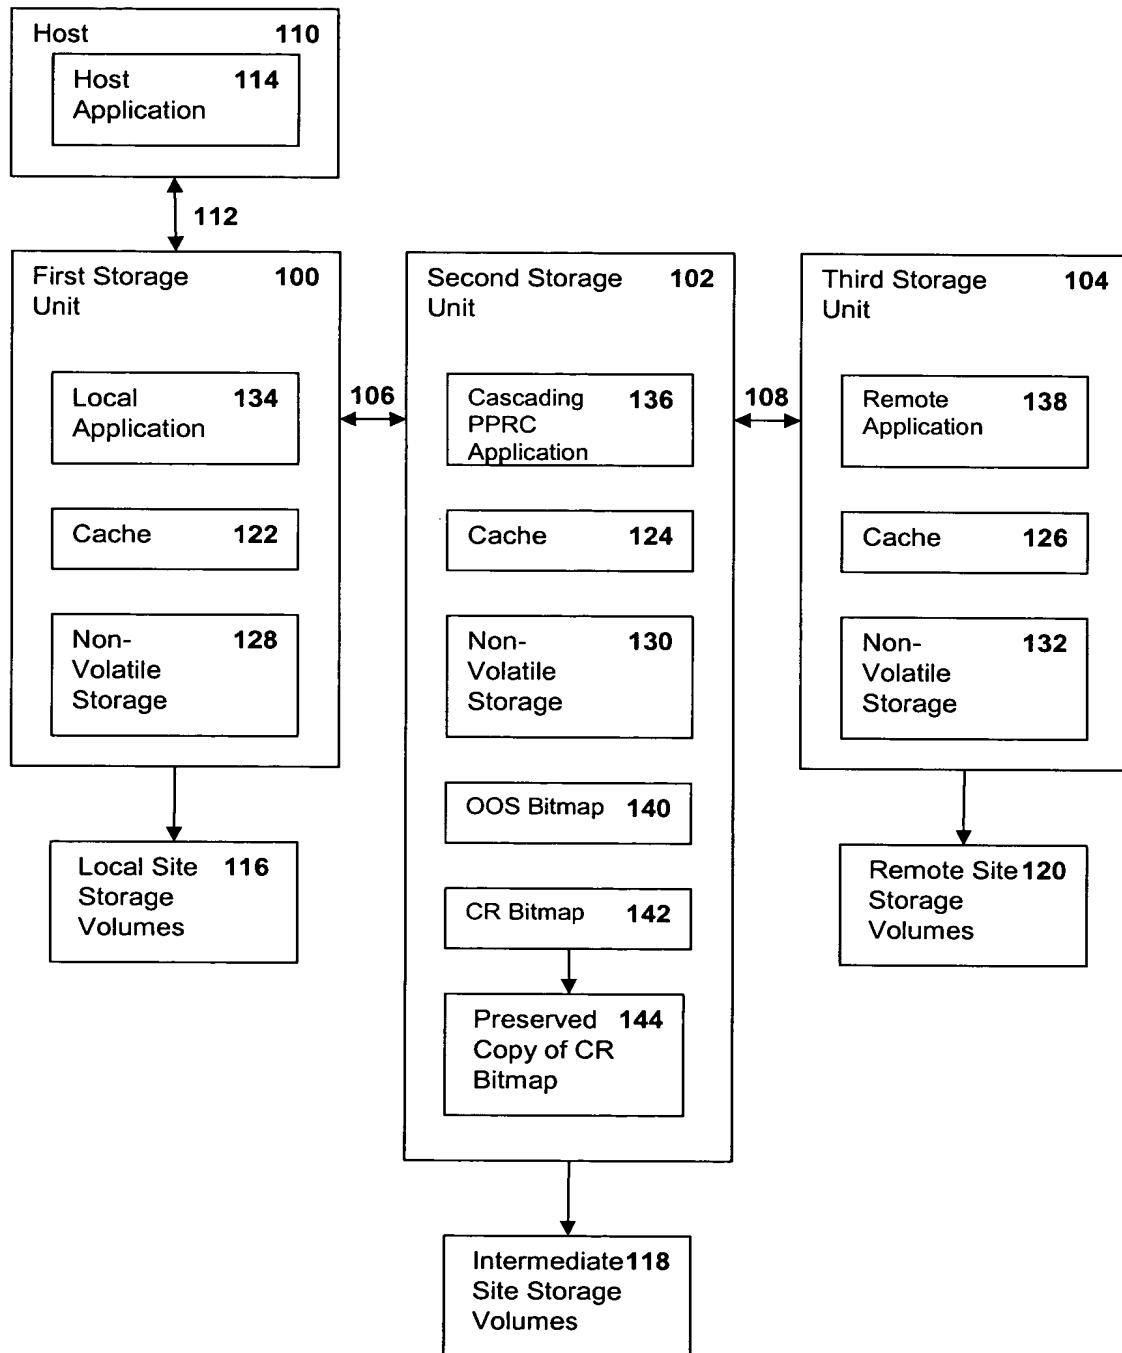 Host 110
Host 114
Application
112
First Storage 100
Unit
Local 134
Application
Cache 122
Non- 128
Volatile
Storage
Local Site 116
Storage
Volumes
106
Second Storage 102
Unit
Cascading 136
PPRC
Application
Cache 124
Non- 130
Volatile
Storage
OOS Bitmap 140
CR Bitmap 142
Preserved 144
Copy of CR
Bitmap
Intermediate 118
Site Storage
Volumes
108
Third Storage 104
Unit
Remote 138
Application
Cache 126
Non- 132
Volatile
Storage
Remote Site 120
Storage
Volumes